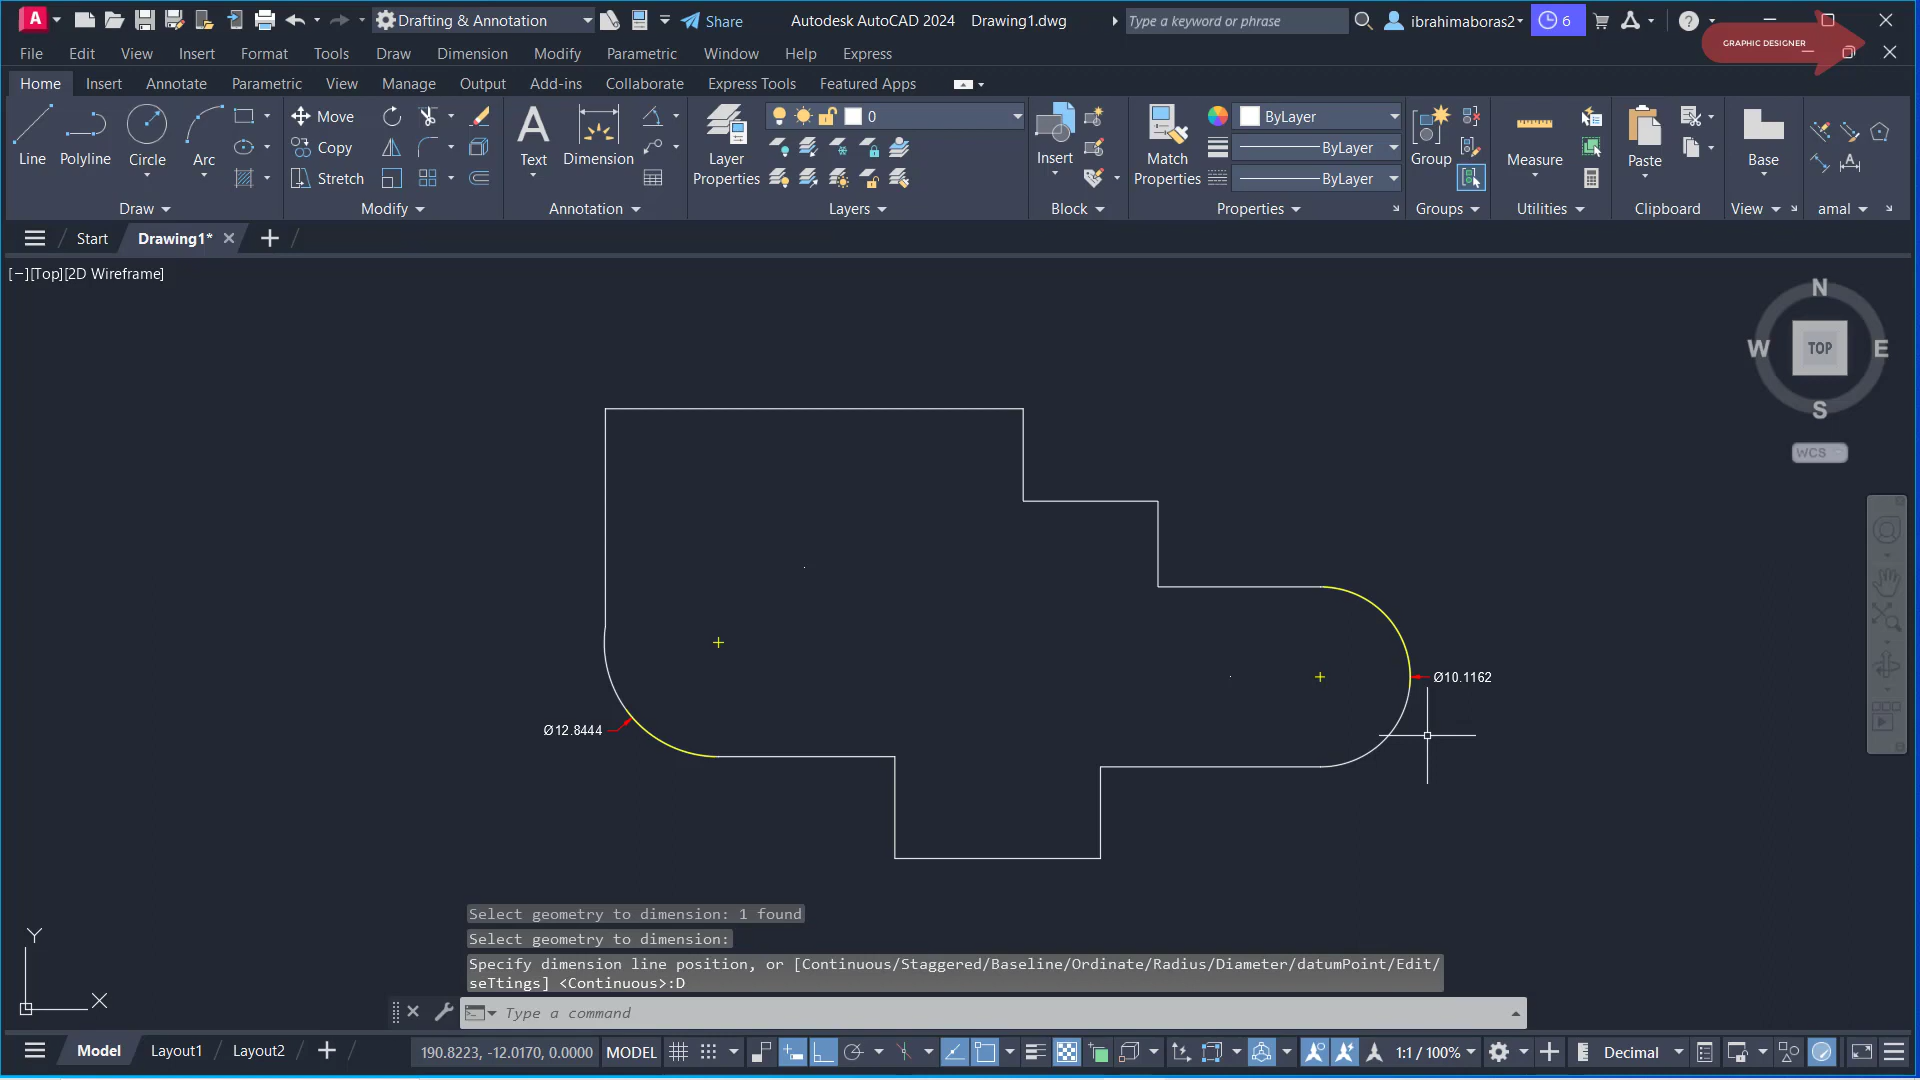 A Drafting & Annotation Share Autodesk AutoCAD 2024 Drawing1.dwg Type a keyword or phrase ibrahimaboras2 6
GRAPHIC DESIGNER
File Edit View Insert Format Tools Draw Dimension Modify Parametric Window Help Express
Home Insert Annotate Parametric View Manage Output Add-ins Collaborate Express Tools Featured Apps
Move 0 ByLayer
Line Polyline Circle Arc Copy Text Dimension Layer Insert Match ByLayer Group Measure Paste Base
Stretch Properties Properties ByLayer
Draw Modify Annotation Layers Block Properties Groups Utilities Clipboard View amal
Start Drawing1*
[−][Top][2D Wireframe]
N
W TOP E
S
WCS
Ø10.1162
Ø12.8444
Select geometry to dimension: 1 found
Select geometry to dimension:
Specify dimension line position, or [Continuous/Staggered/Baseline/Ordinate/Radius/Diameter/datumPoint/Edit/
seTtings] <Continuous>:D
Y
X
Type a command
Model Layout1 Layout2 190.8223, -12.0170, 0.0000 MODEL 1:1 / 100% Decimal